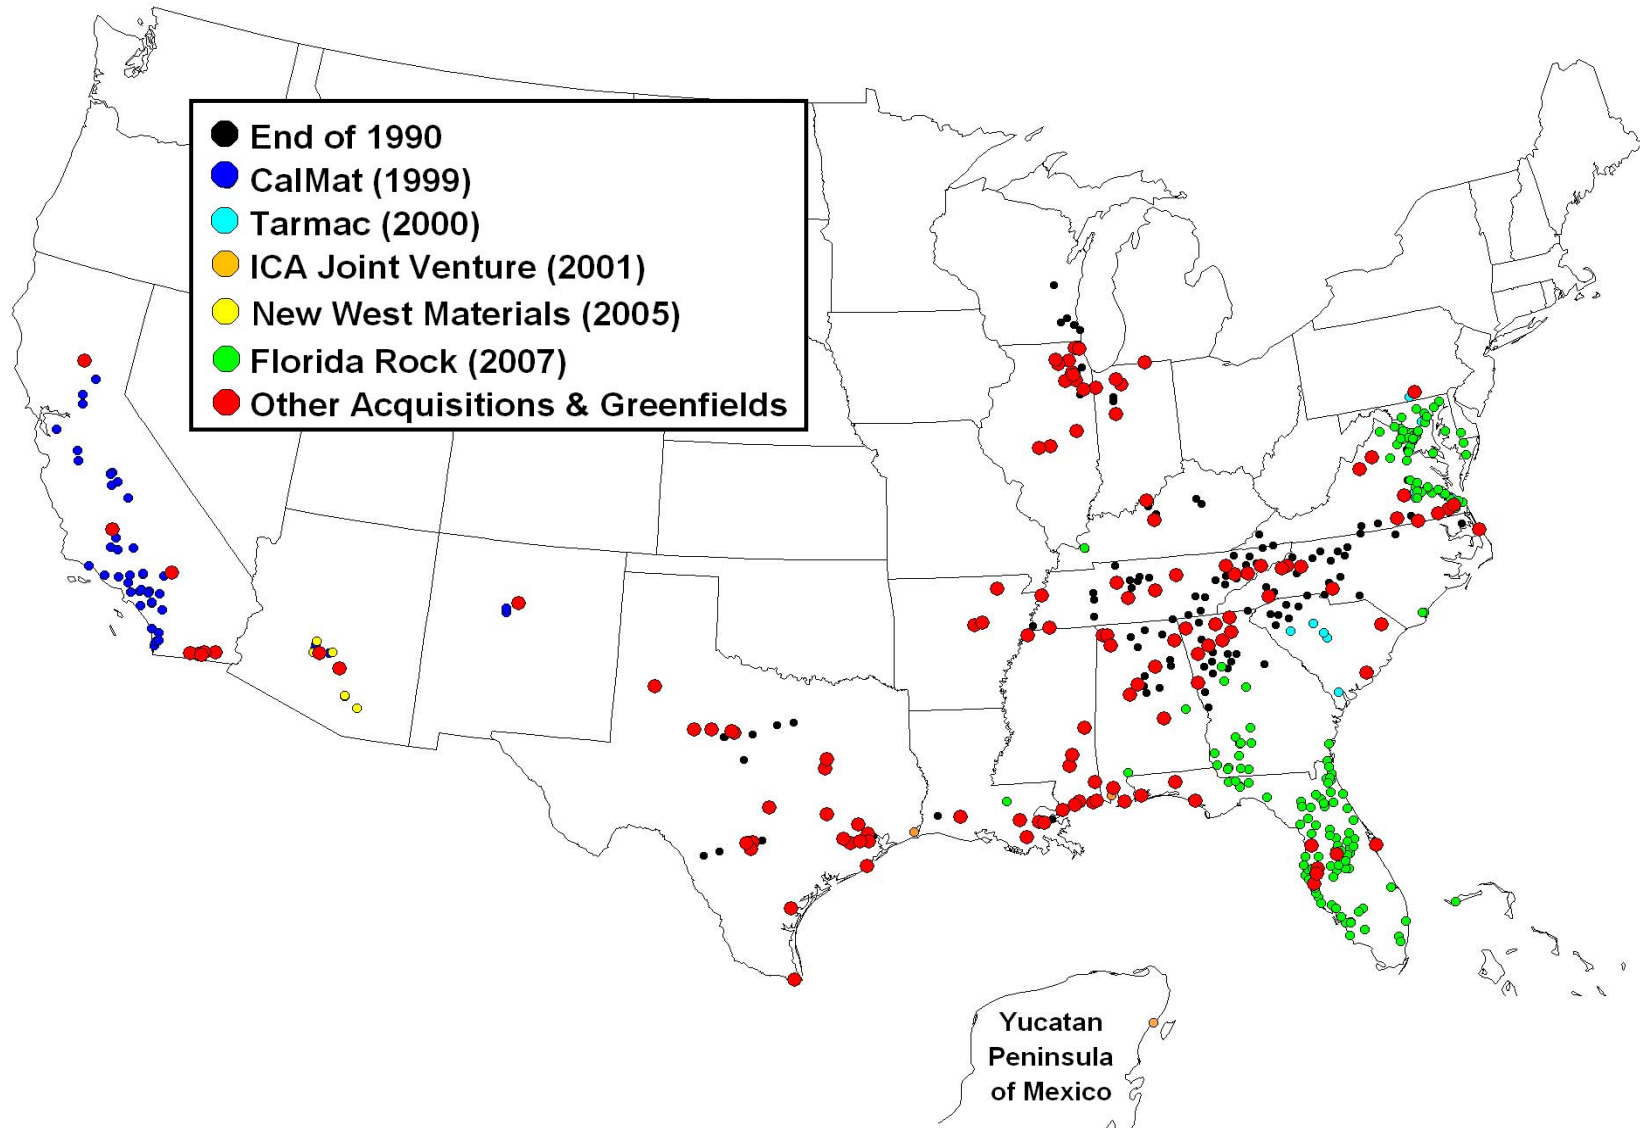 End of 1990
CalMat (1999)
Tarmac (2000)
ICA Joint Venture (2001)
New West Materials (2005)
Florida Rock (2007)
Other Acquisitions & Greenfields
Yucatan
Peninsula
of Mexico